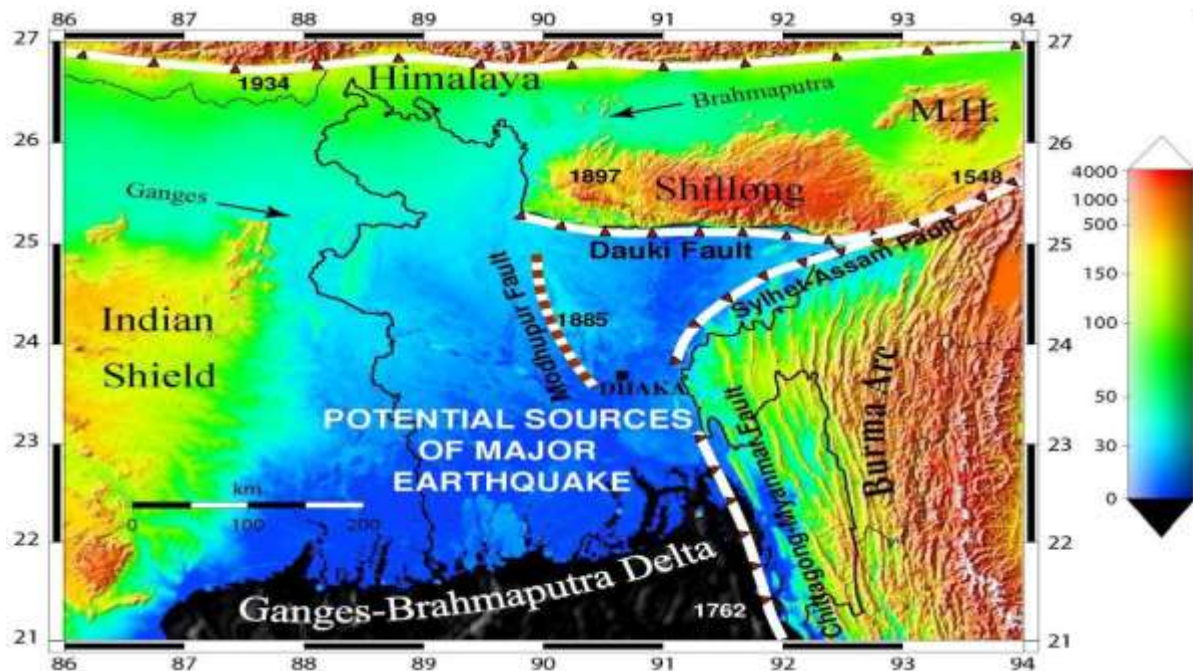 86 87 88 89 90 91 92 93 94
27 27
1934
Himalaya
Brahmaputra
M.H.
26 26
1897
Shillong
1548
Ganges
25 25
Dauki Fault
Sylhet-Assam Fault
Modhupur Fault
1885
Indian
Shield
24 24
DHAKA
POTENTIAL SOURCES
OF MAJOR
EARTHQUAKE
23 23
Chittagong-Myanmar Fault
Burma Arc
km
0 100 200
22 22
Ganges-Brahmaputra Delta
1762
21 21
86 87 88 89 90 91 92 93 94
4000
1000
500
150
100
50
30
0